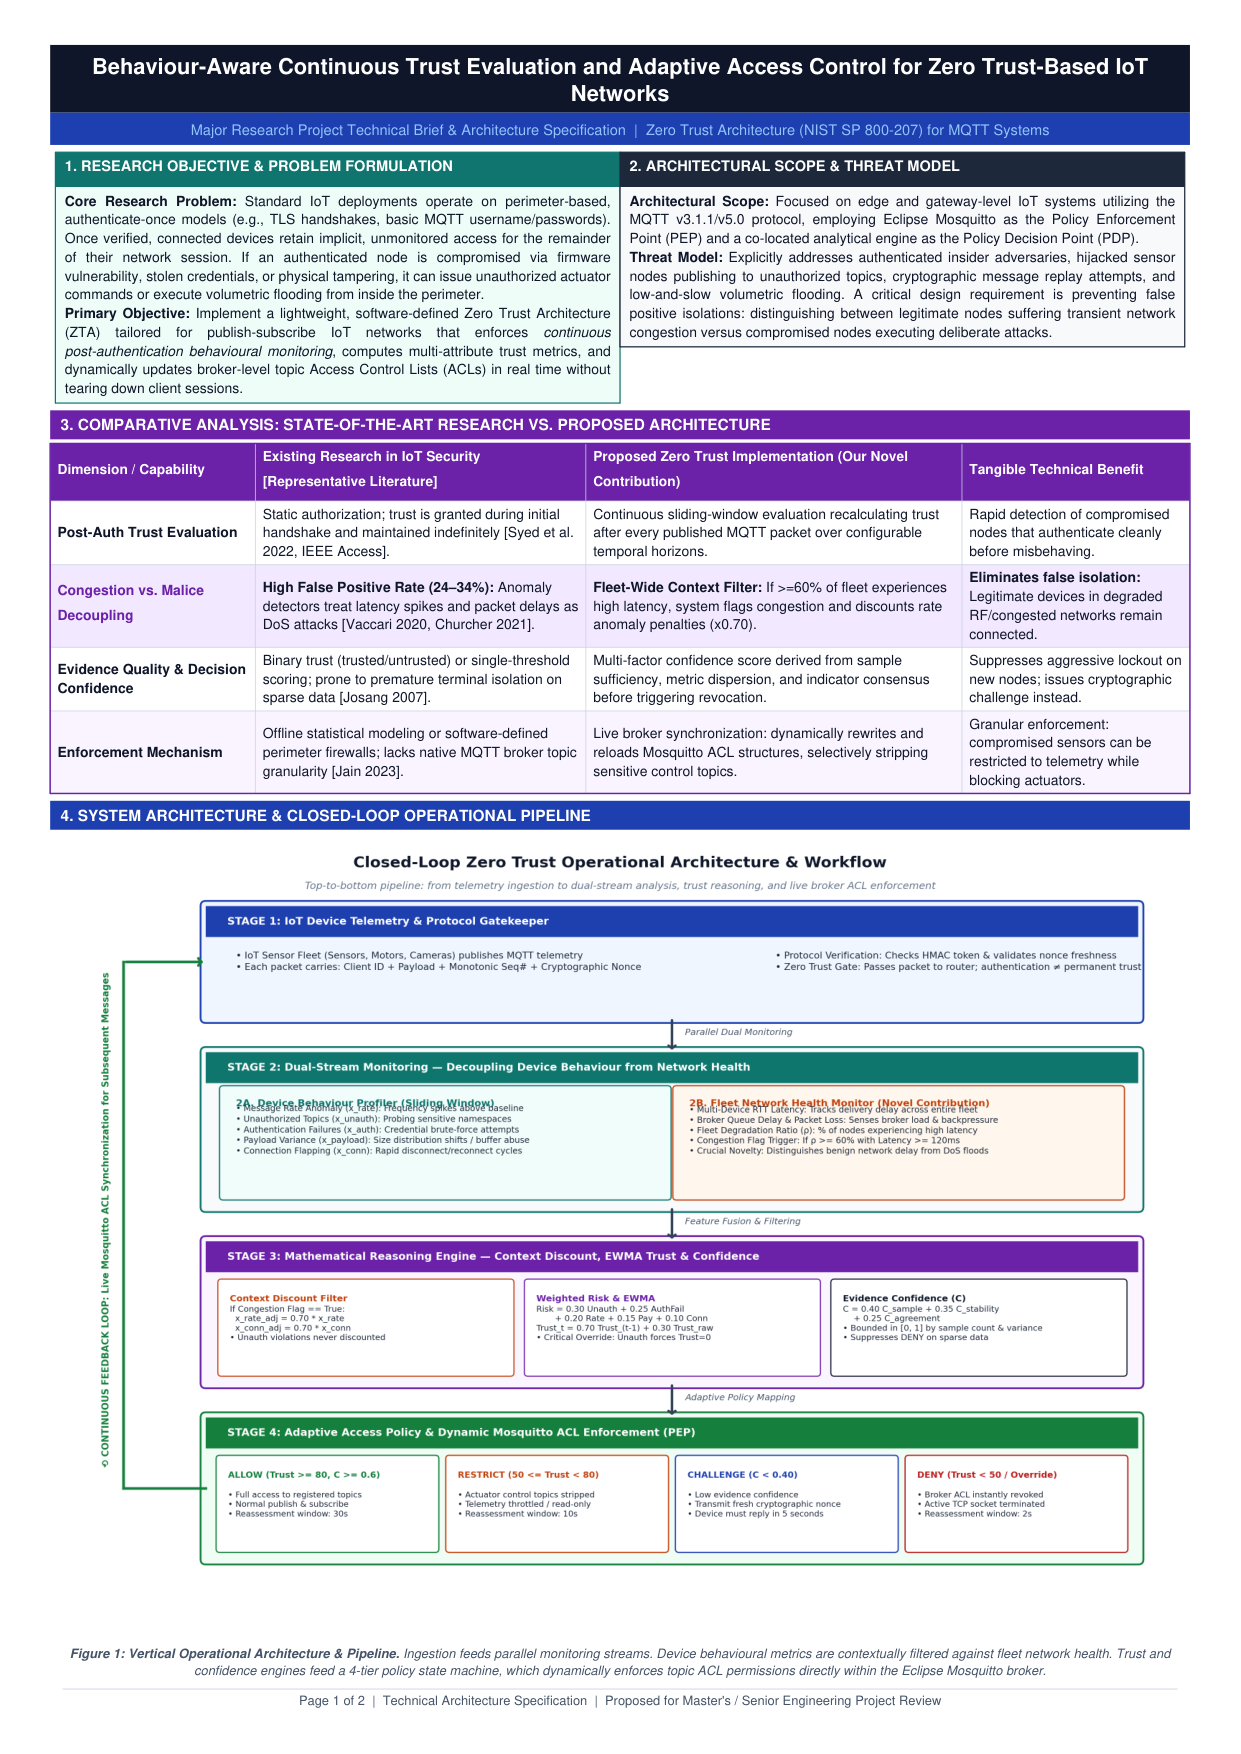 Behaviour-Aware Continuous Trust Evaluation and Adaptive Access Control for Zero Trust-Based IoT
Networks
Major Research Project Technical Brief & Architecture Specification | Zero Trust Architecture (NIST SP 800-207) for MQTT Systems
1. RESEARCH OBJECTIVE & PROBLEM FORMULATION
Core Research Problem: Standard IoT deployments operate on perimeter-based,
authenticate-once models (e.g., TLS handshakes, basic MQTT username/passwords).
Once verified, connected devices retain implicit, unmonitored access for the remainder
of their network session. If an authenticated node is compromised via firmware
vulnerability, stolen credentials, or physical tampering, it can issue unauthorized actuator
commands or execute volumetric flooding from inside the perimeter.
Primary Objective: Implement a lightweight, software-defined Zero Trust Architecture
(ZTA) tailored for publish-subscribe IoT networks that enforces continuous
post-authentication behavioural monitoring, computes multi-attribute trust metrics, and
dynamically updates broker-level topic Access Control Lists (ACLs) in real time without
tearing down client sessions.
2. ARCHITECTURAL SCOPE & THREAT MODEL
Architectural Scope: Focused on edge and gateway-level IoT systems utilizing the
MQTT v3.1.1/v5.0 protocol, employing Eclipse Mosquitto as the Policy Enforcement
Point (PEP) and a co-located analytical engine as the Policy Decision Point (PDP).
Threat Model: Explicitly addresses authenticated insider adversaries, hijacked sensor
nodes publishing to unauthorized topics, cryptographic message replay attempts, and
low-and-slow volumetric flooding. A critical design requirement is preventing false
positive isolations: distinguishing between legitimate nodes suffering transient network
congestion versus compromised nodes executing deliberate attacks.
3. COMPARATIVE ANALYSIS: STATE-OF-THE-ART RESEARCH VS. PROPOSED ARCHITECTURE
Dimension / Capability
Existing Research in IoT Security
[Representative Literature]
Proposed Zero Trust Implementation (Our Novel
Contribution)
Tangible Technical Benefit
Post-Auth Trust Evaluation
Static authorization; trust is granted during initial
handshake and maintained indefinitely [Syed et al.
2022, IEEE Access].
Continuous sliding-window evaluation recalculating trust
after every published MQTT packet over configurable
temporal horizons.
Rapid detection of compromised
nodes that authenticate cleanly
before misbehaving.
Congestion vs. Malice
Decoupling
High False Positive Rate (24–34%): Anomaly
detectors treat latency spikes and packet delays as
DoS attacks [Vaccari 2020, Churcher 2021].
Fleet-Wide Context Filter: If >=60% of fleet experiences
high latency, system flags congestion and discounts rate
anomaly penalties (x0.70).
Eliminates false isolation:
Legitimate devices in degraded
RF/congested networks remain
connected.
Evidence Quality & Decision
Confidence
Binary trust (trusted/untrusted) or single-threshold
scoring; prone to premature terminal isolation on
sparse data [Josang 2007].
Multi-factor confidence score derived from sample
sufficiency, metric dispersion, and indicator consensus
before triggering revocation.
Suppresses aggressive lockout on
new nodes; issues cryptographic
challenge instead.
Enforcement Mechanism
Offline statistical modeling or software-defined
perimeter firewalls; lacks native MQTT broker topic
granularity [Jain 2023].
Live broker synchronization: dynamically rewrites and
reloads Mosquitto ACL structures, selectively stripping
sensitive control topics.
Granular enforcement:
compromised sensors can be
restricted to telemetry while
blocking actuators.
4. SYSTEM ARCHITECTURE & CLOSED-LOOP OPERATIONAL PIPELINE
Closed-Loop Zero Trust Operational Architecture & Workflow
Top-to-bottom pipeline: from telemetry ingestion to dual-stream analysis, trust reasoning, and live broker ACL enforcement
⟲ CONTINUOUS FEEDBACK LOOP: Live Mosquitto ACL Synchronization for Subsequent Messages
STAGE 1: IoT Device Telemetry & Protocol Gatekeeper
• IoT Sensor Fleet (Sensors, Motors, Cameras) publishes MQTT telemetry
• Each packet carries: Client ID + Payload + Monotonic Seq# + Cryptographic Nonce
• Protocol Verification: Checks HMAC token & validates nonce freshness
• Zero Trust Gate: Passes packet to router; authentication ≠ permanent trust
Parallel Dual Monitoring
STAGE 2: Dual-Stream Monitoring — Decoupling Device Behaviour from Network Health
2A. Device Behaviour Profiler (Sliding Window)
• Message Rate Anomaly (x_rate): Frequency spikes above baseline
• Unauthorized Topics (x_unauth): Probing sensitive namespaces
• Authentication Failures (x_auth): Credential brute-force attempts
• Payload Variance (x_payload): Size distribution shifts / buffer abuse
• Connection Flapping (x_conn): Rapid disconnect/reconnect cycles
2B. Fleet Network Health Monitor (Novel Contribution)
• Multi-Device RTT Latency: Tracks delivery delay across entire fleet
• Broker Queue Delay & Packet Loss: Senses broker load & backpressure
• Fleet Degradation Ratio (ρ): % of nodes experiencing high latency
• Congestion Flag Trigger: If ρ >= 60% with Latency >= 120ms
• Crucial Novelty: Distinguishes benign network delay from DoS floods
Feature Fusion & Filtering
STAGE 3: Mathematical Reasoning Engine — Context Discount, EWMA Trust & Confidence
Context Discount Filter
If Congestion Flag == True:
x_rate_adj = 0.70 * x_rate
x_conn_adj = 0.70 * x_conn
• Unauth violations never discounted
Weighted Risk & EWMA
Risk = 0.30 Unauth + 0.25 AuthFail
+ 0.20 Rate + 0.15 Pay + 0.10 Conn
Trust_t = 0.70 Trust_(t-1) + 0.30 Trust_raw
• Critical Override: Unauth forces Trust=0
Evidence Confidence (C)
C = 0.40 C_sample + 0.35 C_stability
+ 0.25 C_agreement
• Bounded in [0, 1] by sample count & variance
• Suppresses DENY on sparse data
Adaptive Policy Mapping
STAGE 4: Adaptive Access Policy & Dynamic Mosquitto ACL Enforcement (PEP)
ALLOW (Trust >= 80, C >= 0.6)
• Full access to registered topics
• Normal publish & subscribe
• Reassessment window: 30s
RESTRICT (50 <= Trust < 80)
• Actuator control topics stripped
• Telemetry throttled / read-only
• Reassessment window: 10s
CHALLENGE (C < 0.40)
• Low evidence confidence
• Transmit fresh cryptographic nonce
• Device must reply in 5 seconds
DENY (Trust < 50 / Override)
• Broker ACL instantly revoked
• Active TCP socket terminated
• Reassessment window: 2s
Figure 1: Vertical Operational Architecture & Pipeline. Ingestion feeds parallel monitoring streams. Device behavioural metrics are contextually filtered against fleet network health. Trust and
confidence engines feed a 4-tier policy state machine, which dynamically enforces topic ACL permissions directly within the Eclipse Mosquitto broker.
Page 1 of 2 | Technical Architecture Specification | Proposed for Master's / Senior Engineering Project Review